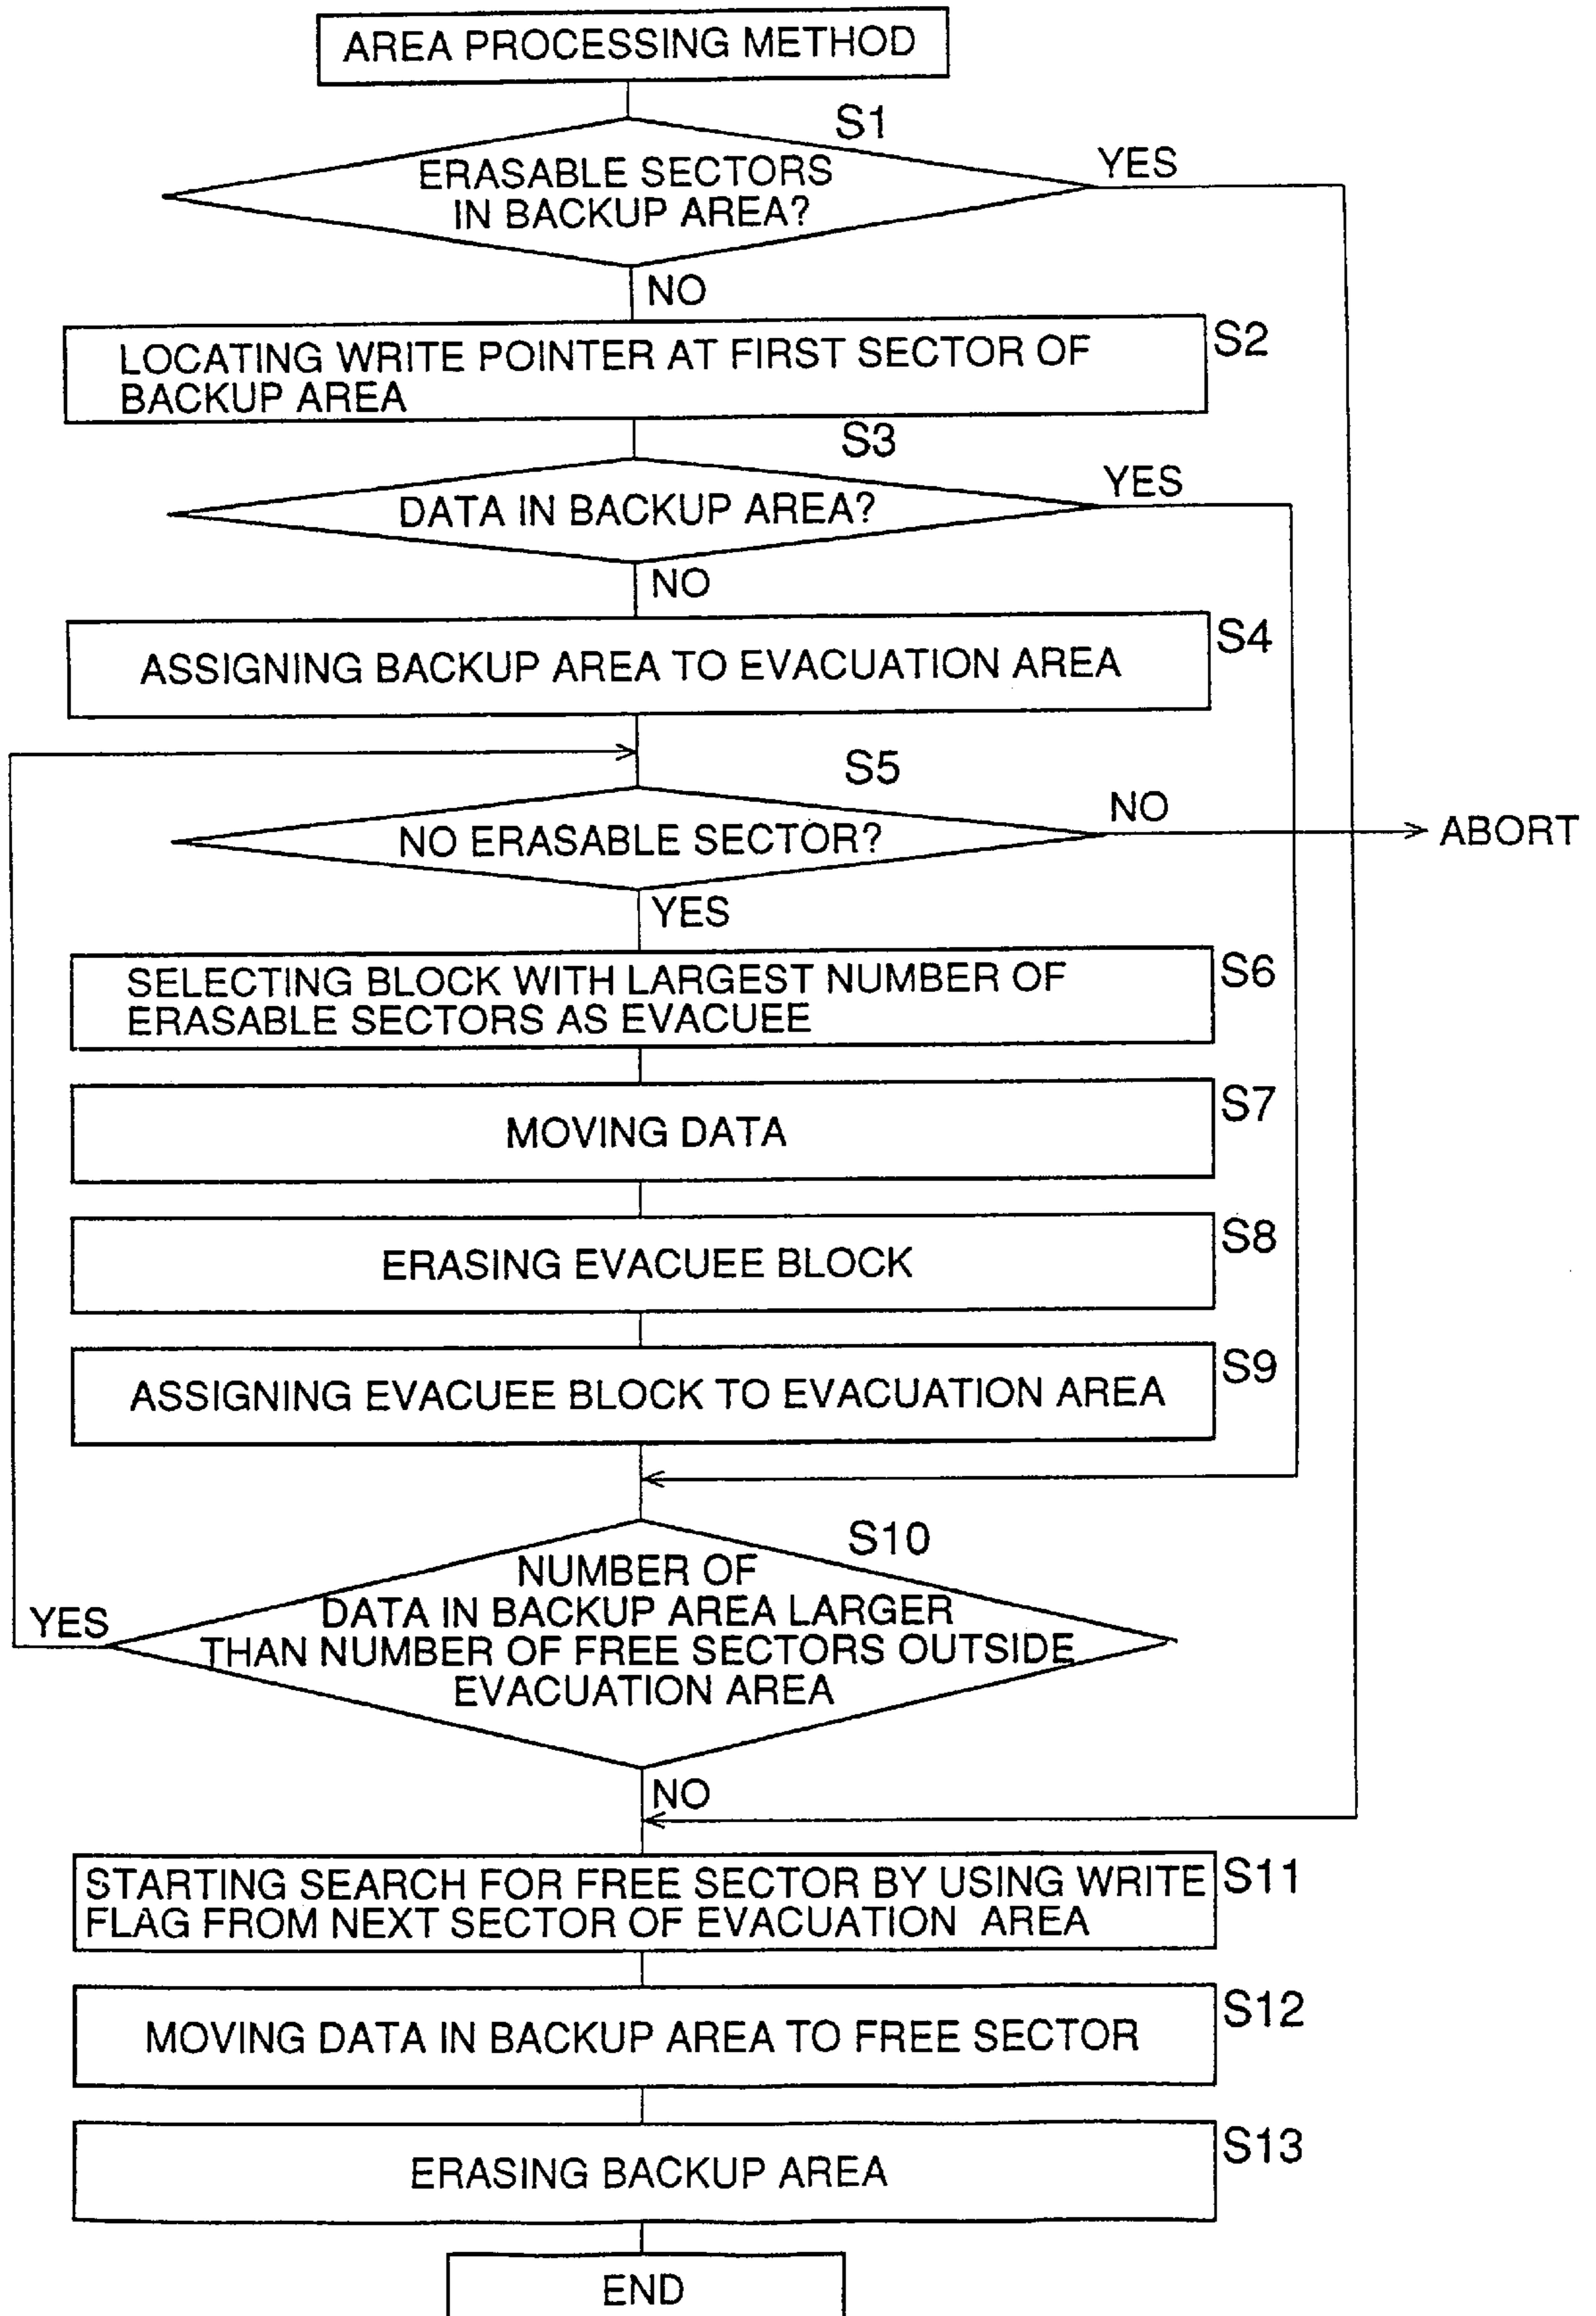 AREA PROCESSING METHOD
S1
ERASABLE SECTORS
IN BACKUP AREA?
YES
NO
S2
LOCATING WRITE POINTER AT FIRST SECTOR OF
BACKUP AREA
S3
DATA IN BACKUP AREA?
YES
NO
S4
ASSIGNING BACKUP AREA TO EVACUATION AREA
S5
NO ERASABLE SECTOR?
NO
ABORT
YES
S6
SELECTING BLOCK WITH LARGEST NUMBER OF
ERASABLE SECTORS AS EVACUEE
S7
MOVING DATA
S8
ERASING EVACUEE BLOCK
S9
ASSIGNING EVACUEE BLOCK TO EVACUATION AREA
S10
NUMBER OF
DATA IN BACKUP AREA LARGER
THAN NUMBER OF FREE SECTORS OUTSIDE
EVACUATION AREA
YES
NO
S11
STARTING SEARCH FOR FREE SECTOR BY USING WRITE
FLAG FROM NEXT SECTOR OF EVACUATION AREA
S12
MOVING DATA IN BACKUP AREA TO FREE SECTOR
S13
ERASING BACKUP AREA
END